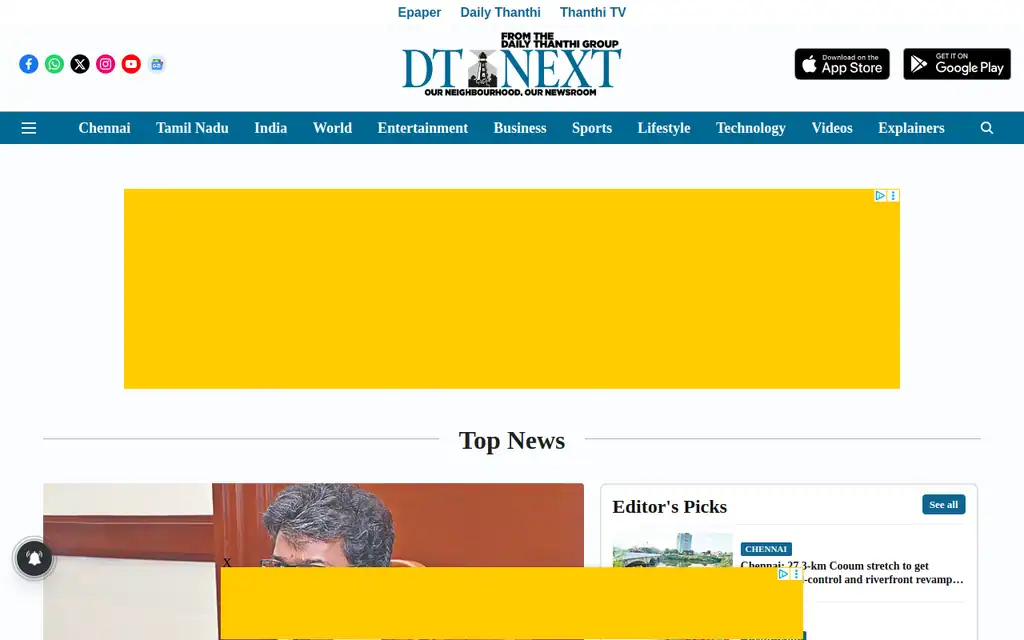 Epaper Daily Thanthi Thanthi TV
FROM THE
DAILY THANTHI GROUP
DT NEXT
OUR NEIGHBOURHOOD. OUR NEWSROOM
Download on the
App Store
GET IT ON
Google Play
Chennai Tamil Nadu India World Entertainment Business Sports Lifestyle Technology Videos Explainers
Top News
Editor's Picks
See all
CHENNAI
Chennai: 27.3-km Cooum stretch to get
-control and riverfront revamp…
X